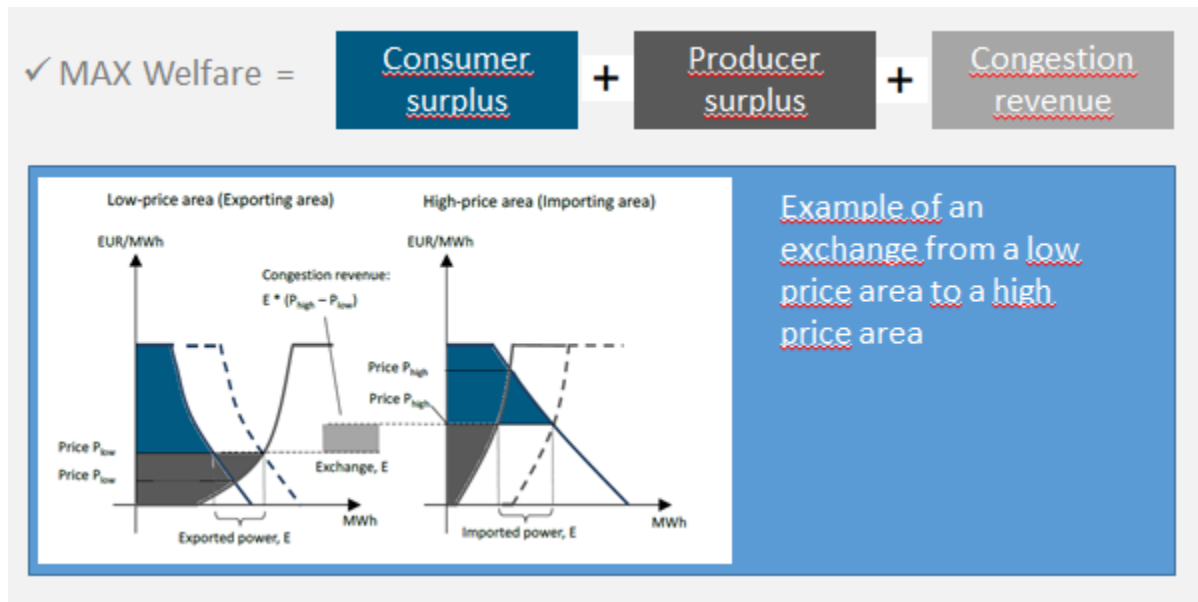 ✓ MAX Welfare =
Consumer
surplus
+
Producer
surplus
+
Congestion
revenue
Low-price area (Exporting area)
High-price area (Importing area)
EUR/MWh
EUR/MWh
Congestion revenue:
E * (Phigh – Plow)
Price Phigh
Price Phigh
Price Plow
Price Plow
Exchange, E
MWh
MWh
Exported power, E
Imported power, E
Example of an
exchange from a low
price area to a high
price area